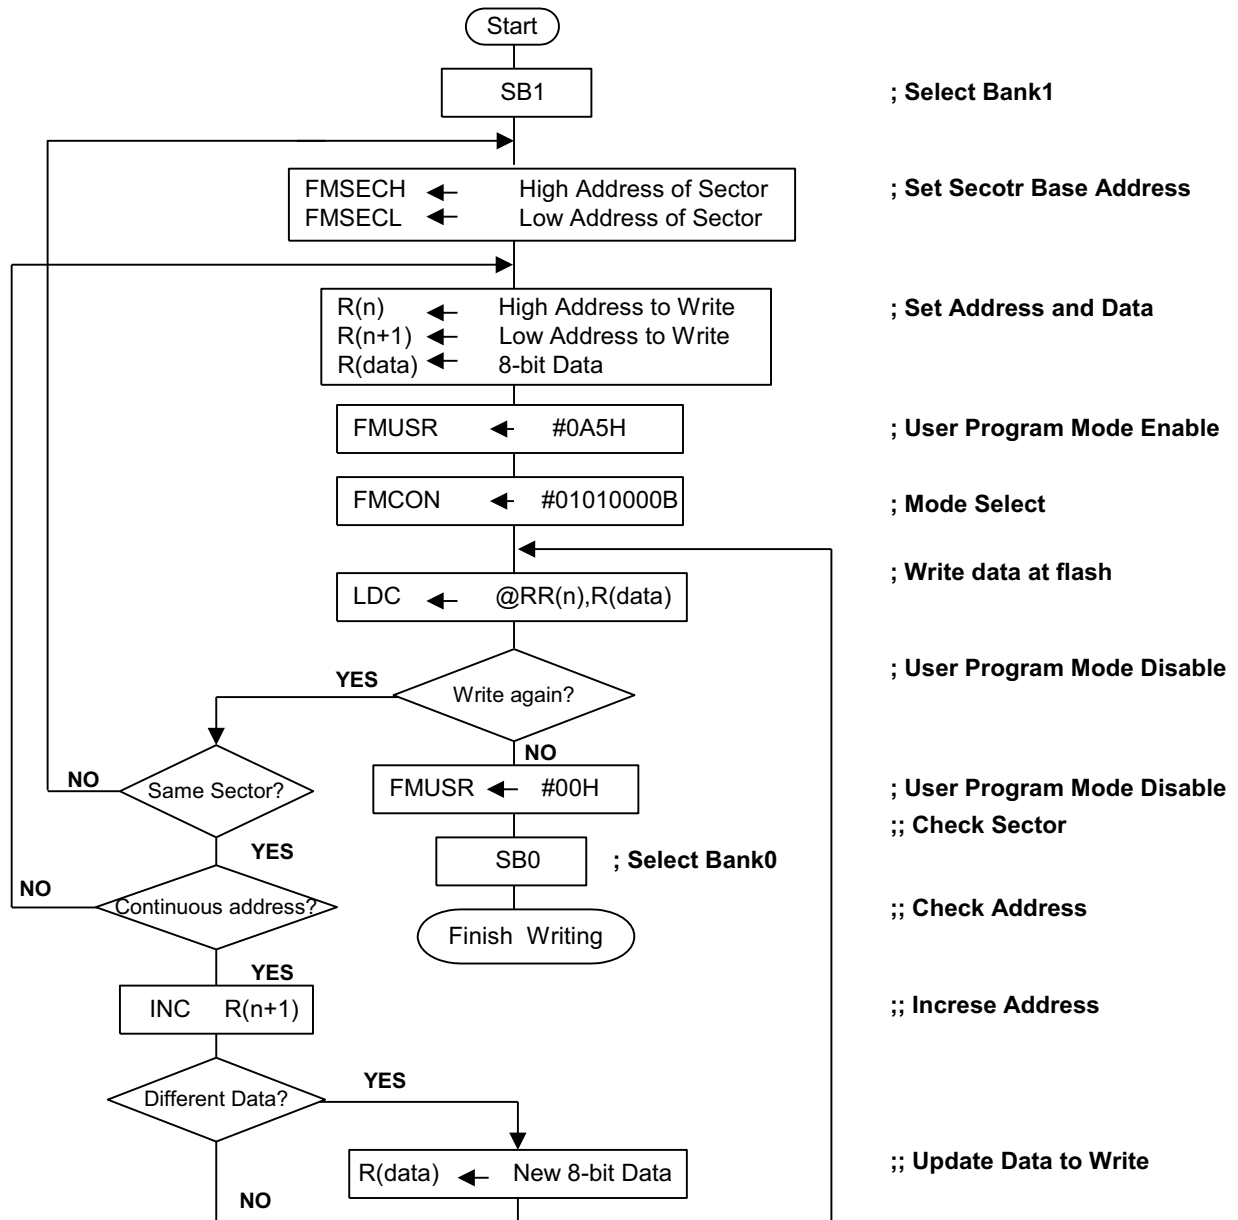 Start
SB1 ; Select Bank1
FMSECH High Address of Sector ; Set Secotr Base Address
FMSECL Low Address of Sector
R(n) High Address to Write ; Set Address and Data
R(n+1) Low Address to Write
R(data) 8-bit Data
FMUSR #0A5H ; User Program Mode Enable
FMCON #01010000B ; Mode Select
; Write data at flash
LDC @RR(n),R(data)
; User Program Mode Disable
YES
Write again?
NO
NO Same Sector? FMUSR #00H ; User Program Mode Disable
;; Check Sector
YES
SB0 ; Select Bank0
NO
Continuous address? ;; Check Address
Finish Writing
YES
INC R(n+1) ;; Increse Address
YES
Different Data?
R(data) New 8-bit Data ;; Update Data to Write
NO